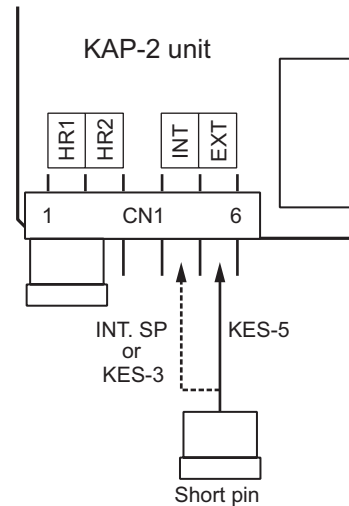 KAP-2 unit
HR1
HR2
INT
EXT
1 CN1 6
INT. SP
or
KES-3
KES-5
Short pin